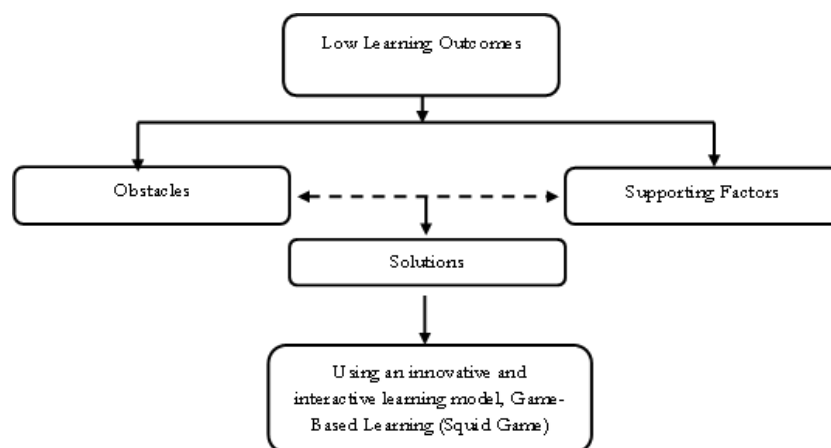 Low Learning Outcomes
Obstacles
Supporting Factors
Solutions
Using an innovative and
interactive learning model, Game-
Based Learning (Squid Game)